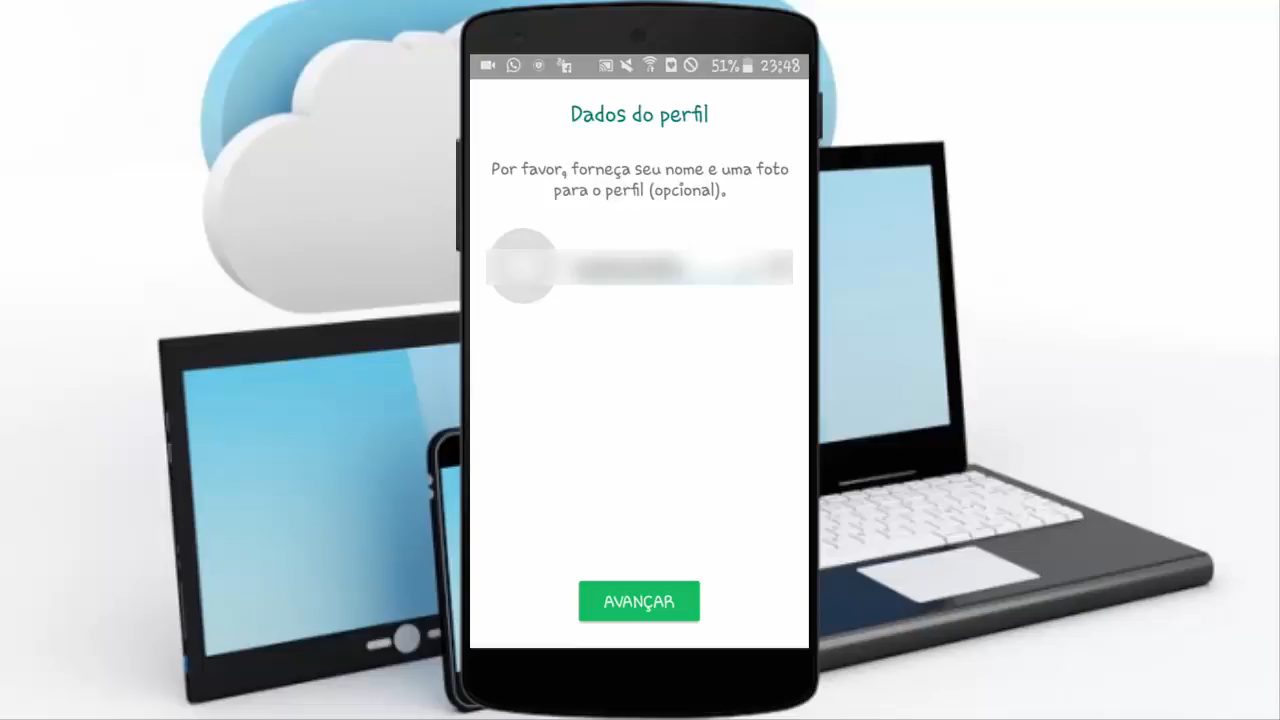 51% 23:48
Dados do perfil
Por favor, forneça seu nome e uma foto
para o perfil (opcional).
AVANÇAR